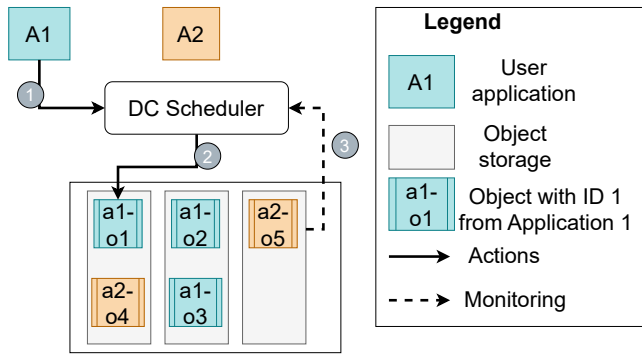 A1
A2
1
DC Scheduler
2
3
a1-
o1
a1-
o2
a2-
o5
a2-
o4
a1-
o3
Legend
A1
User
application
Object
storage
a1-
o1
Object with ID 1
from Application 1
Actions
Monitoring